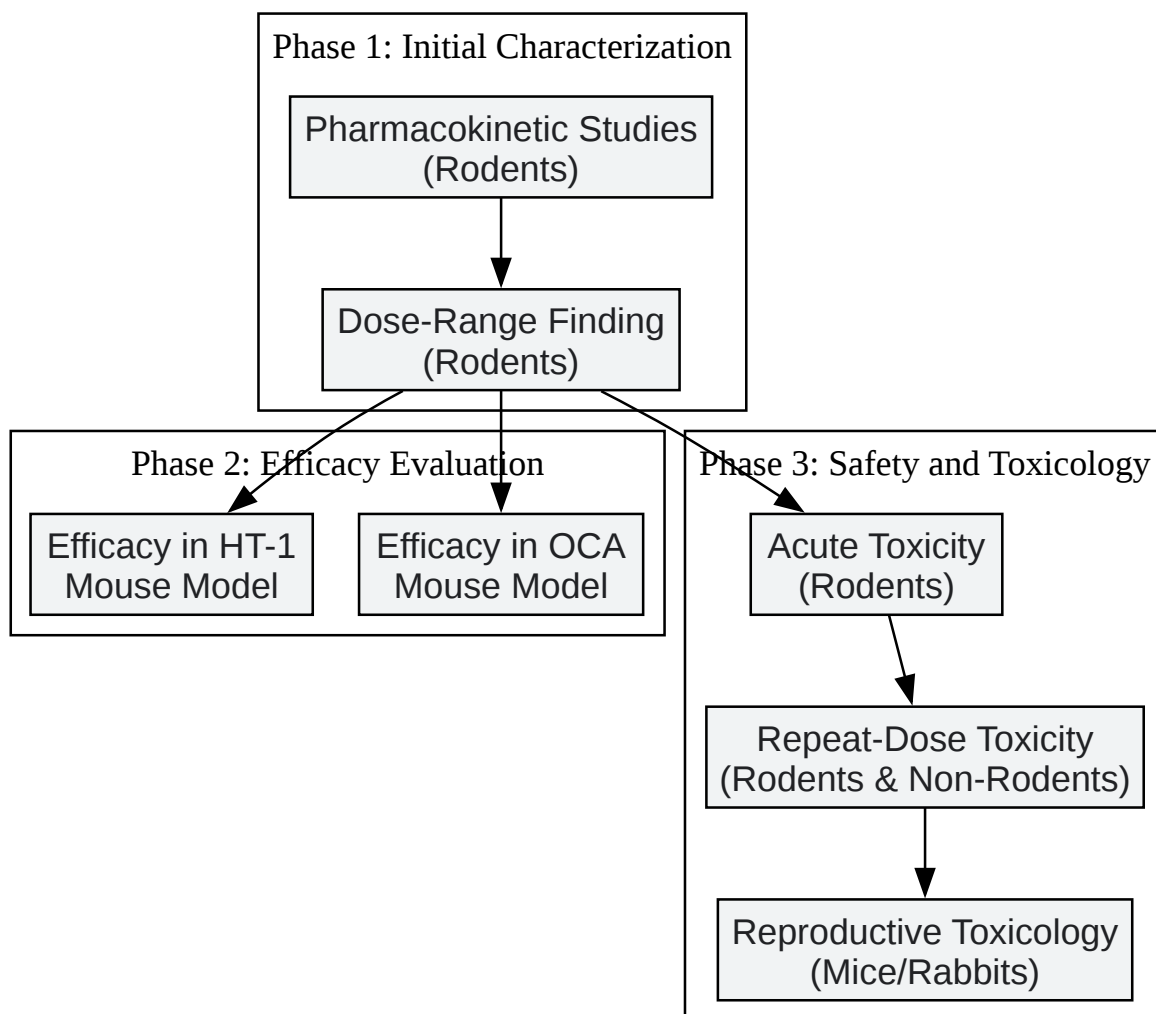 Phase 1: Initial Characterization
Pharmacokinetic Studies
(Rodents)
Dose-Range Finding
(Rodents)
Phase 2: Efficacy Evaluation
Efficacy in HT-1
Mouse Model
Efficacy in OCA
Mouse Model
Phase 3: Safety and Toxicology
Acute Toxicity
(Rodents)
Repeat-Dose Toxicity
(Rodents & Non-Rodents)
Reproductive Toxicology
(Mice/Rabbits)